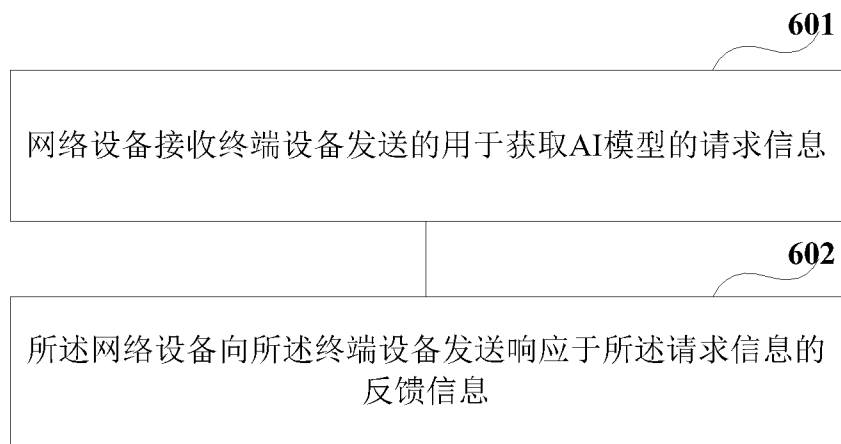 601
网络设备接收终端设备发送的用于获取AI模型的请求信息
602
所述网络设备向所述终端设备发送响应于所述请求信息的
反馈信息